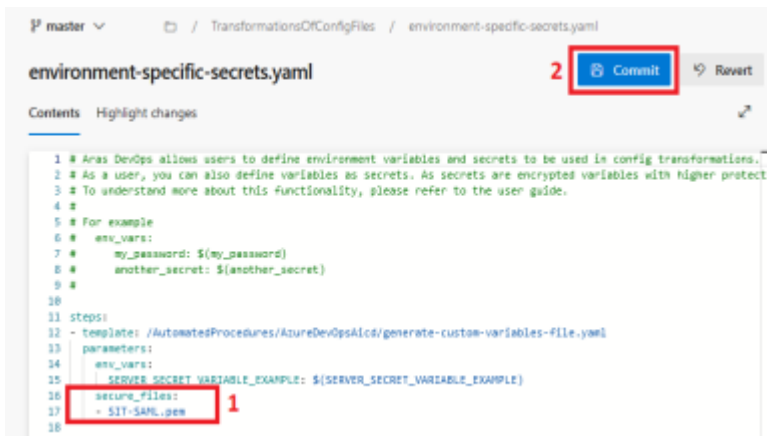 master / TransformationsOfConfigFiles / environment-specific-secrets.yaml
environment-specific-secrets.yaml 2 Commit Revert
Contents Highlight changes
1 # Aras DevOps allows users to define environment variables and secrets to be used in config transformations.
2 # As a user, you can also define variables as secrets. As secrets are encrypted variables with higher protect
3 # To understand more about this functionality, please refer to the user guide.
4 #
5 # For example
6 # env_vars:
7 # my_password: $(my_password)
8 # another_secret: $(another_secret)
9 #
10
11 steps:
12 - template: /AutomatedProcedures/AzureDevOpsAicd/generate-custom-variables-file.yaml
13 parameters:
14 env_vars:
15 SERVER_SECRET_VARIABLE_EXAMPLE: $(SERVER_SECRET_VARIABLE_EXAMPLE)
16 secure_files: 1
17 - SIT-SAML.pem
18